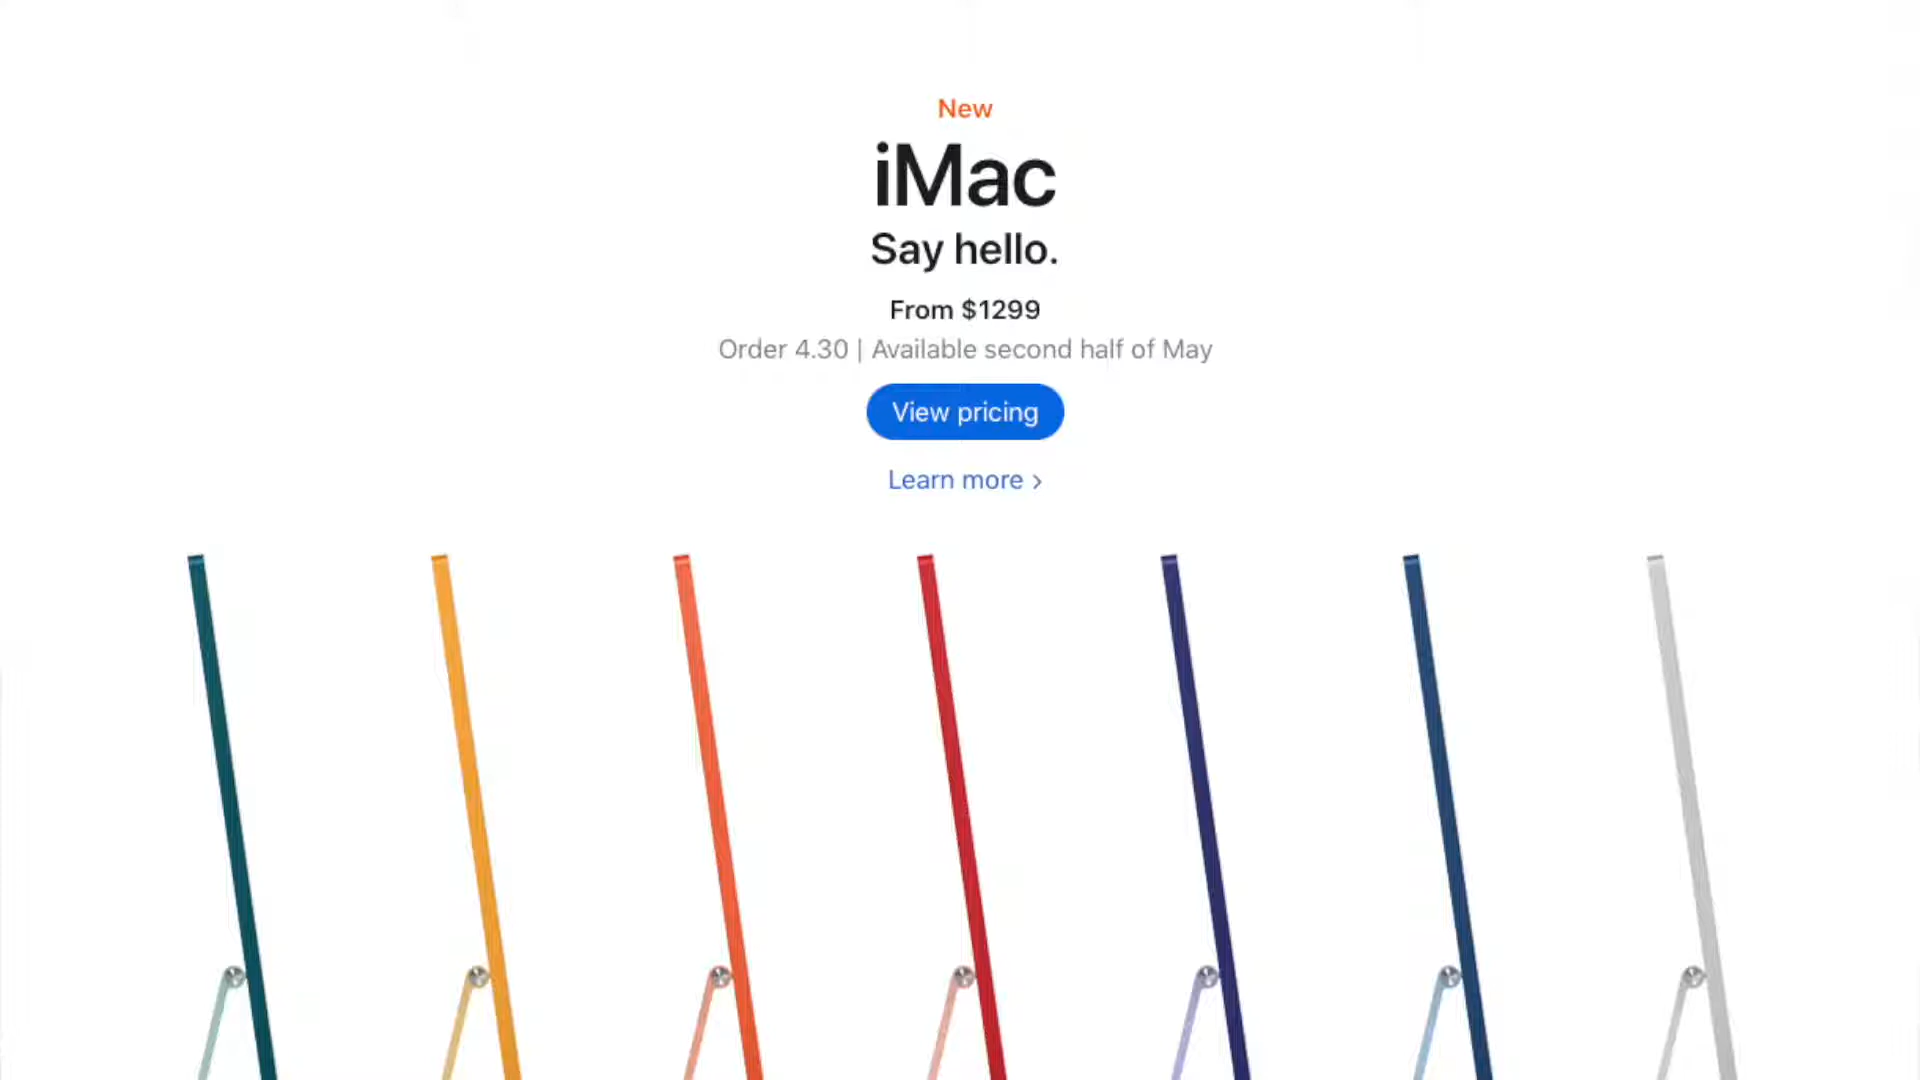 New
iMac
Say hello.
From $1299
Order 4.30 | Available second half of May
View pricing
Learn more >